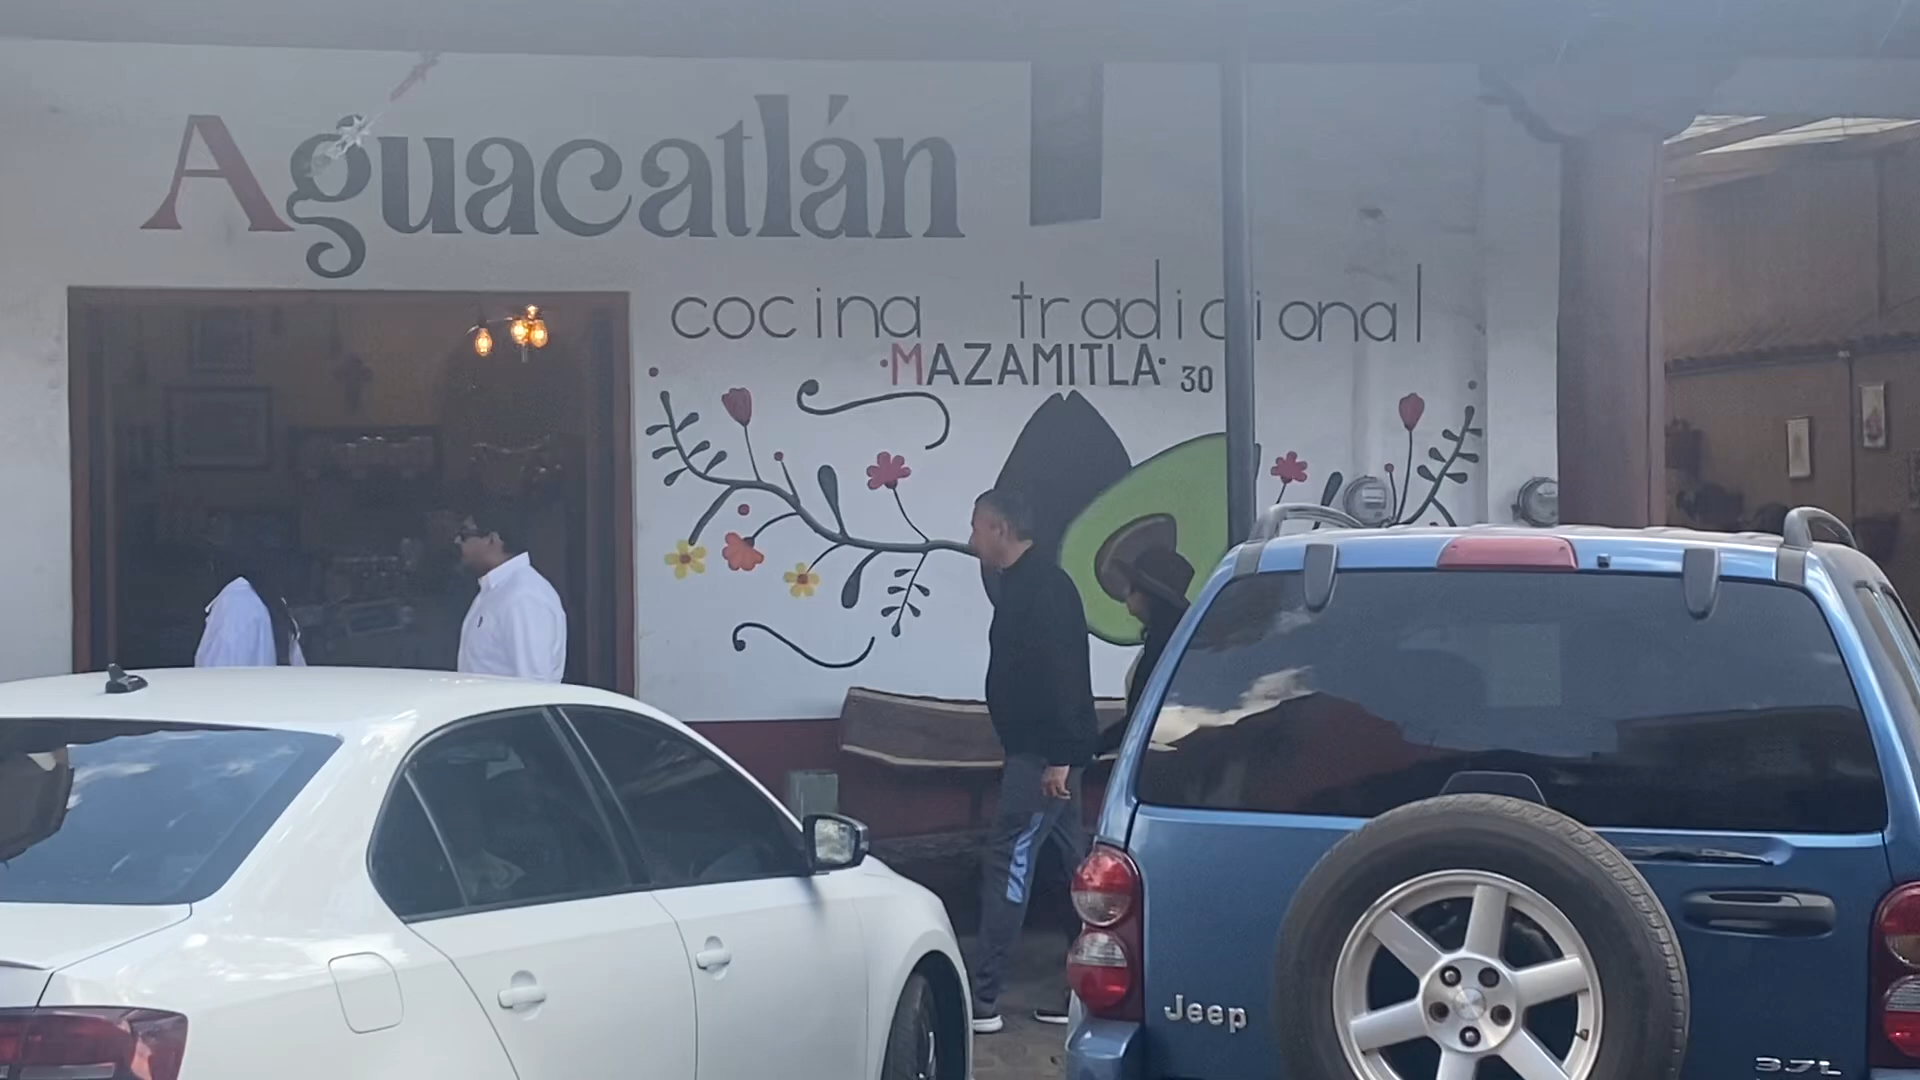 Aguacatlán
cocina tradicional
·MAZAMITLA· 30
Jeep
3.7L